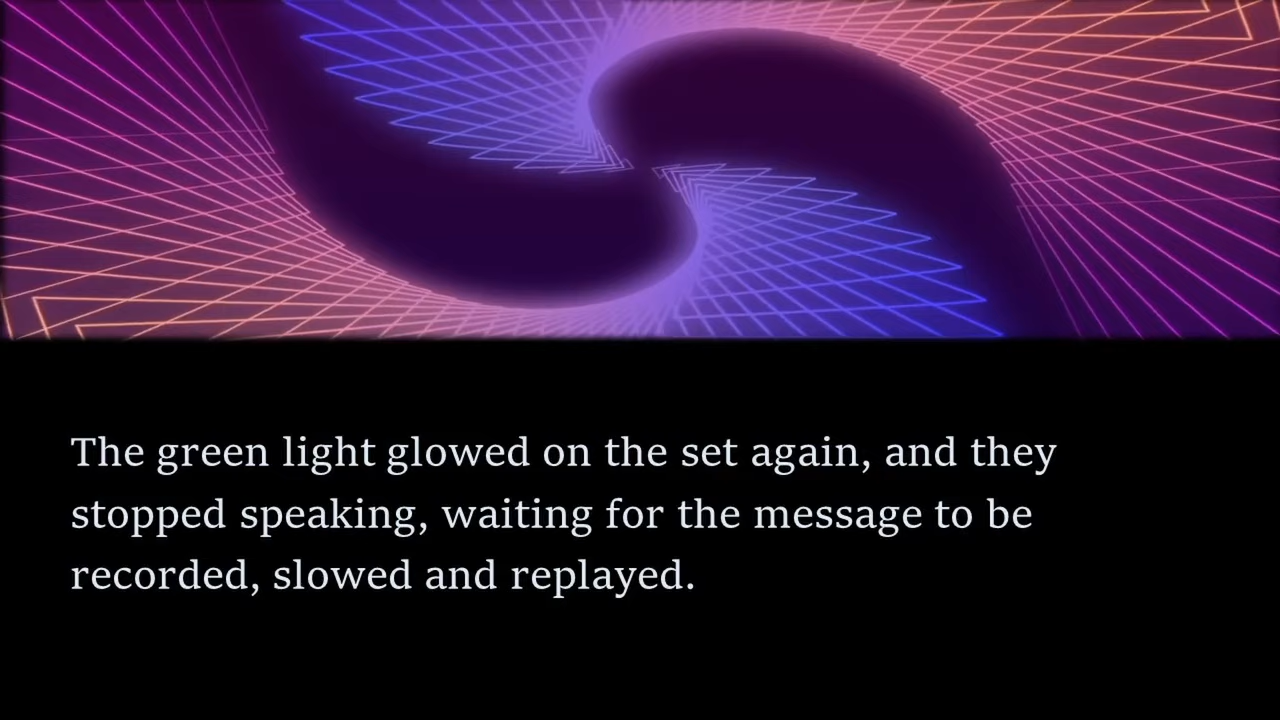 The green light glowed on the set again, and they
stopped speaking, waiting for the message to be
recorded, slowed and replayed.